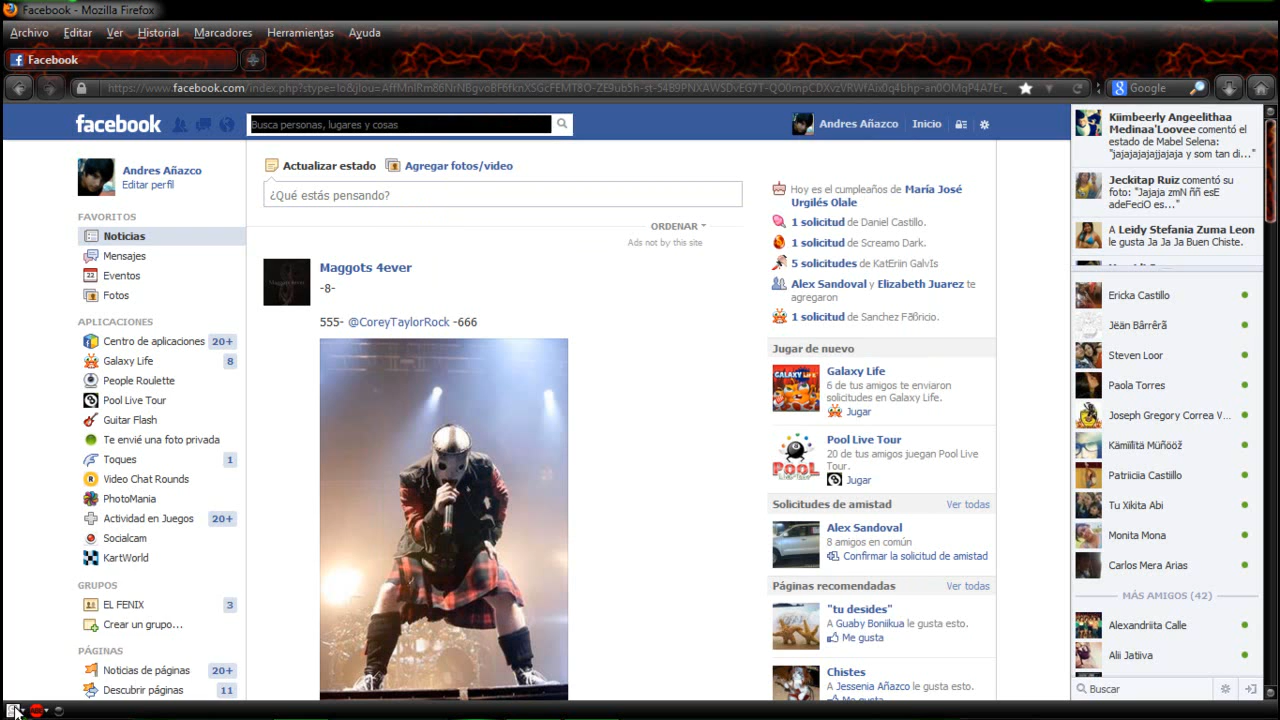 Facebook - Mozilla Firefox
Archivo Editar Ver Historial Marcadores Herramientas Ayuda
Facebook
Google
facebook
Busca personas, lugares y cosas
Andres Añazco Inicio
Andres Añazco
Editar perfil
FAVORITOS
Noticias
Mensajes
Eventos
Fotos
APLICACIONES
Centro de aplicaciones 20+
Galaxy Life 8
People Roulette
Pool Live Tour
Guitar Flash
Te envié una foto privada
Toques 1
Video Chat Rounds
PhotoMania
Actividad en Juegos 20+
Socialcam
KartWorld
GRUPOS
EL FENIX 3
Crear un grupo...
PÁGINAS
Noticias de páginas 20+
Descubrir páginas 11
Actualizar estado Agregar fotos/video
¿Qué estás pensando?
ORDENAR
Ads not by this site
Maggots 4ever
-8-
555- @CoreyTaylorRock -666
Hoy es el cumpleaños de María José
Urgilés Olale
1 solicitud de Daniel Castillo.
1 solicitud de Screamo Dark.
5 solicitudes de KatEriin GalvIs
Alex Sandoval y Elizabeth Juarez te
agregaron
1 solicitud de Sanchez Fãßricio.
Jugar de nuevo
Galaxy Life
6 de tus amigos te enviaron
solicitudes en Galaxy Life.
Jugar
Pool Live Tour
20 de tus amigos juegan Pool Live
Tour.
Jugar
Solicitudes de amistad Ver todas
Alex Sandoval
8 amigos en común
Confirmar la solicitud de amistad
Páginas recomendadas Ver todas
"tu desides"
A Guaby Boniikua le gusta esto.
Me gusta
Chistes
A Jessenia Añazco le gusta esto.
Me gusta
Kiimbeerly Angeelithaa
Medinaa'Loovee comentó el
estado de Mabel Selena:
"jajajajajajjajaja y som tan di..."
Jeckitap Ruiz comentó su
foto: "Jajaja zmN ññ esE
adeFeciO es..."
A Leidy Stefania Zuma Leon
le gusta Ja Ja Ja Buen Chiste.
Ericka Castillo
Jëän Bârrêrã
Steven Loor
Paola Torres
Joseph Gregory Correa V...
Kämiilïtä Müñööž
Patriiciia Castillo
Tu Xikita Abi
Monita Mona
Carlos Mera Arias
MÁS AMIGOS (42)
Alexandriita Calle
Alii Jatiiva
Buscar